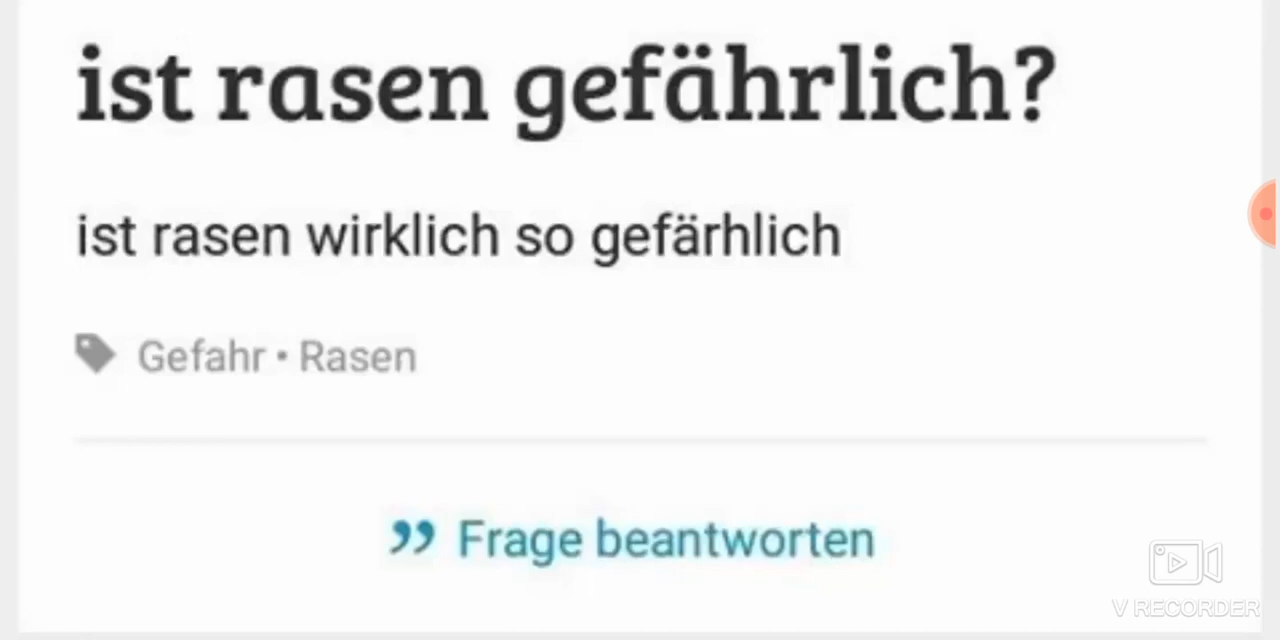 ist rasen gefährlich?
ist rasen wirklich so gefärhlich
Gefahr • Rasen
Frage beantworten
V RECORDER